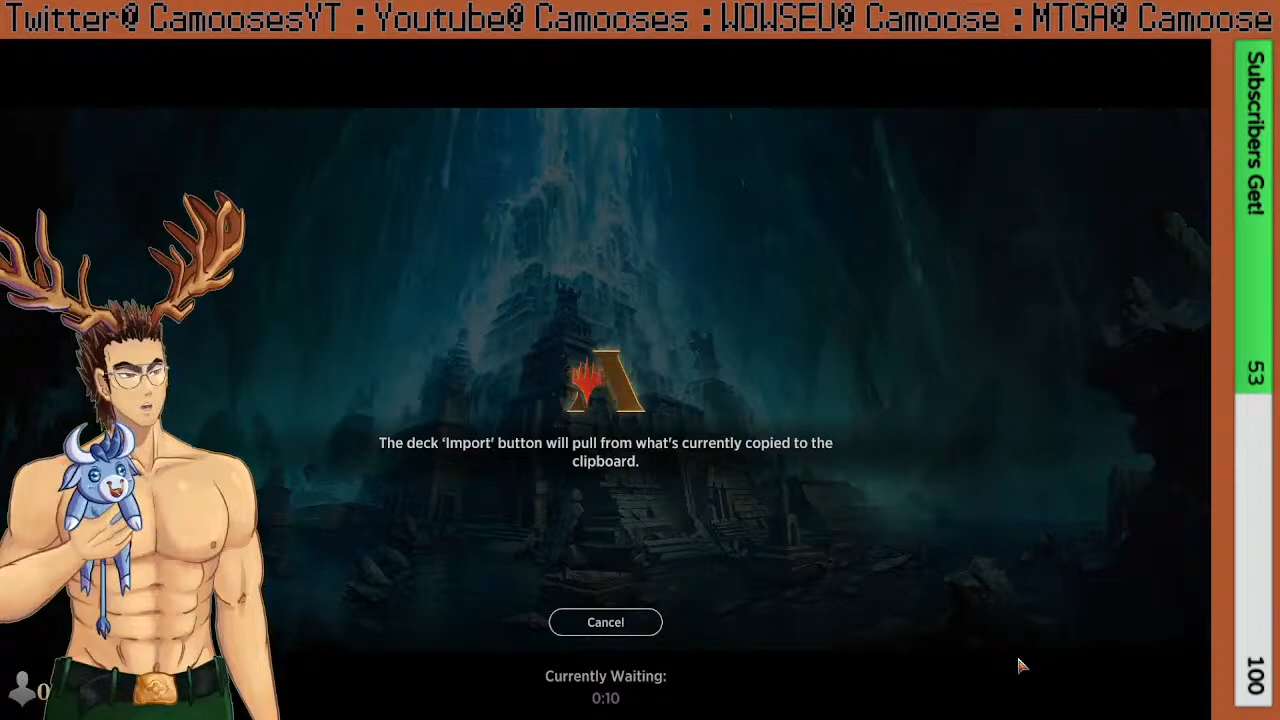 Twitter@ CamoosesYT : Youtube@ Camooses : WOWSEU@ Camoose : MTGA@ Camoose
Subscribers Get!
53
100
The deck ‘Import’ button will pull from what's currently copied to the
clipboard.
Cancel
Currently Waiting:
0:10
0